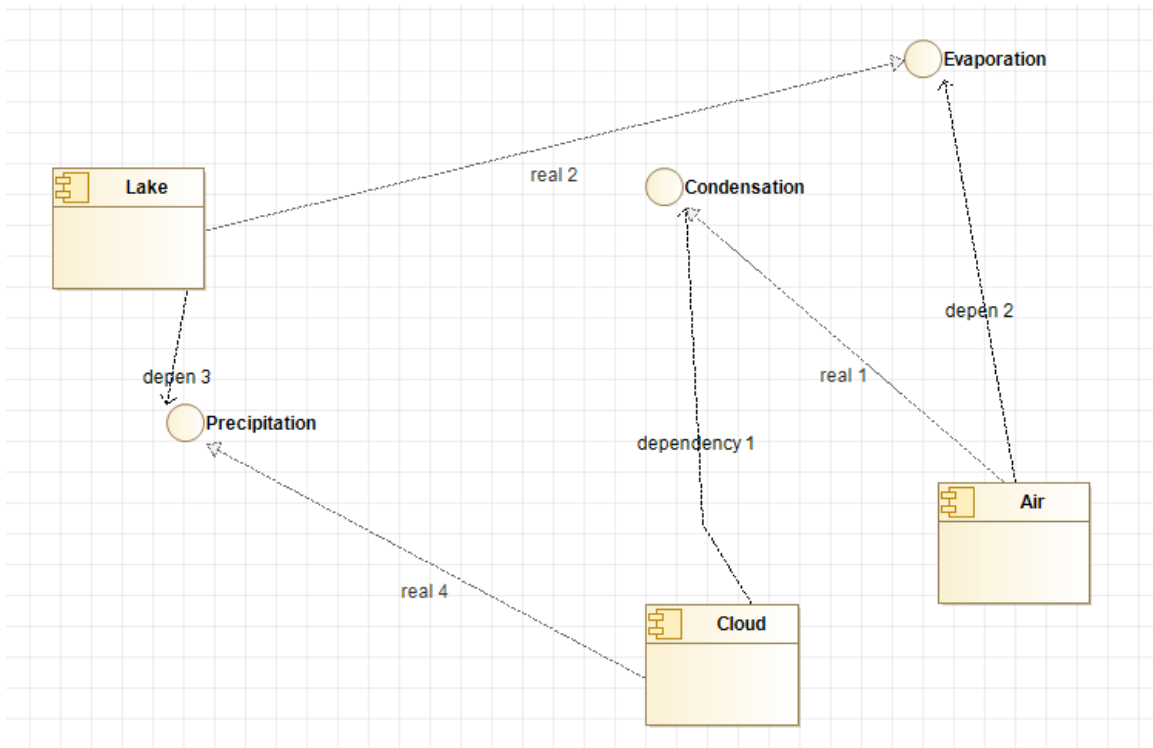 Evaporation
real 2
Lake
Condensation
depen 2
depen 3
real 1
Precipitation
dependency 1
Air
real 4
Cloud